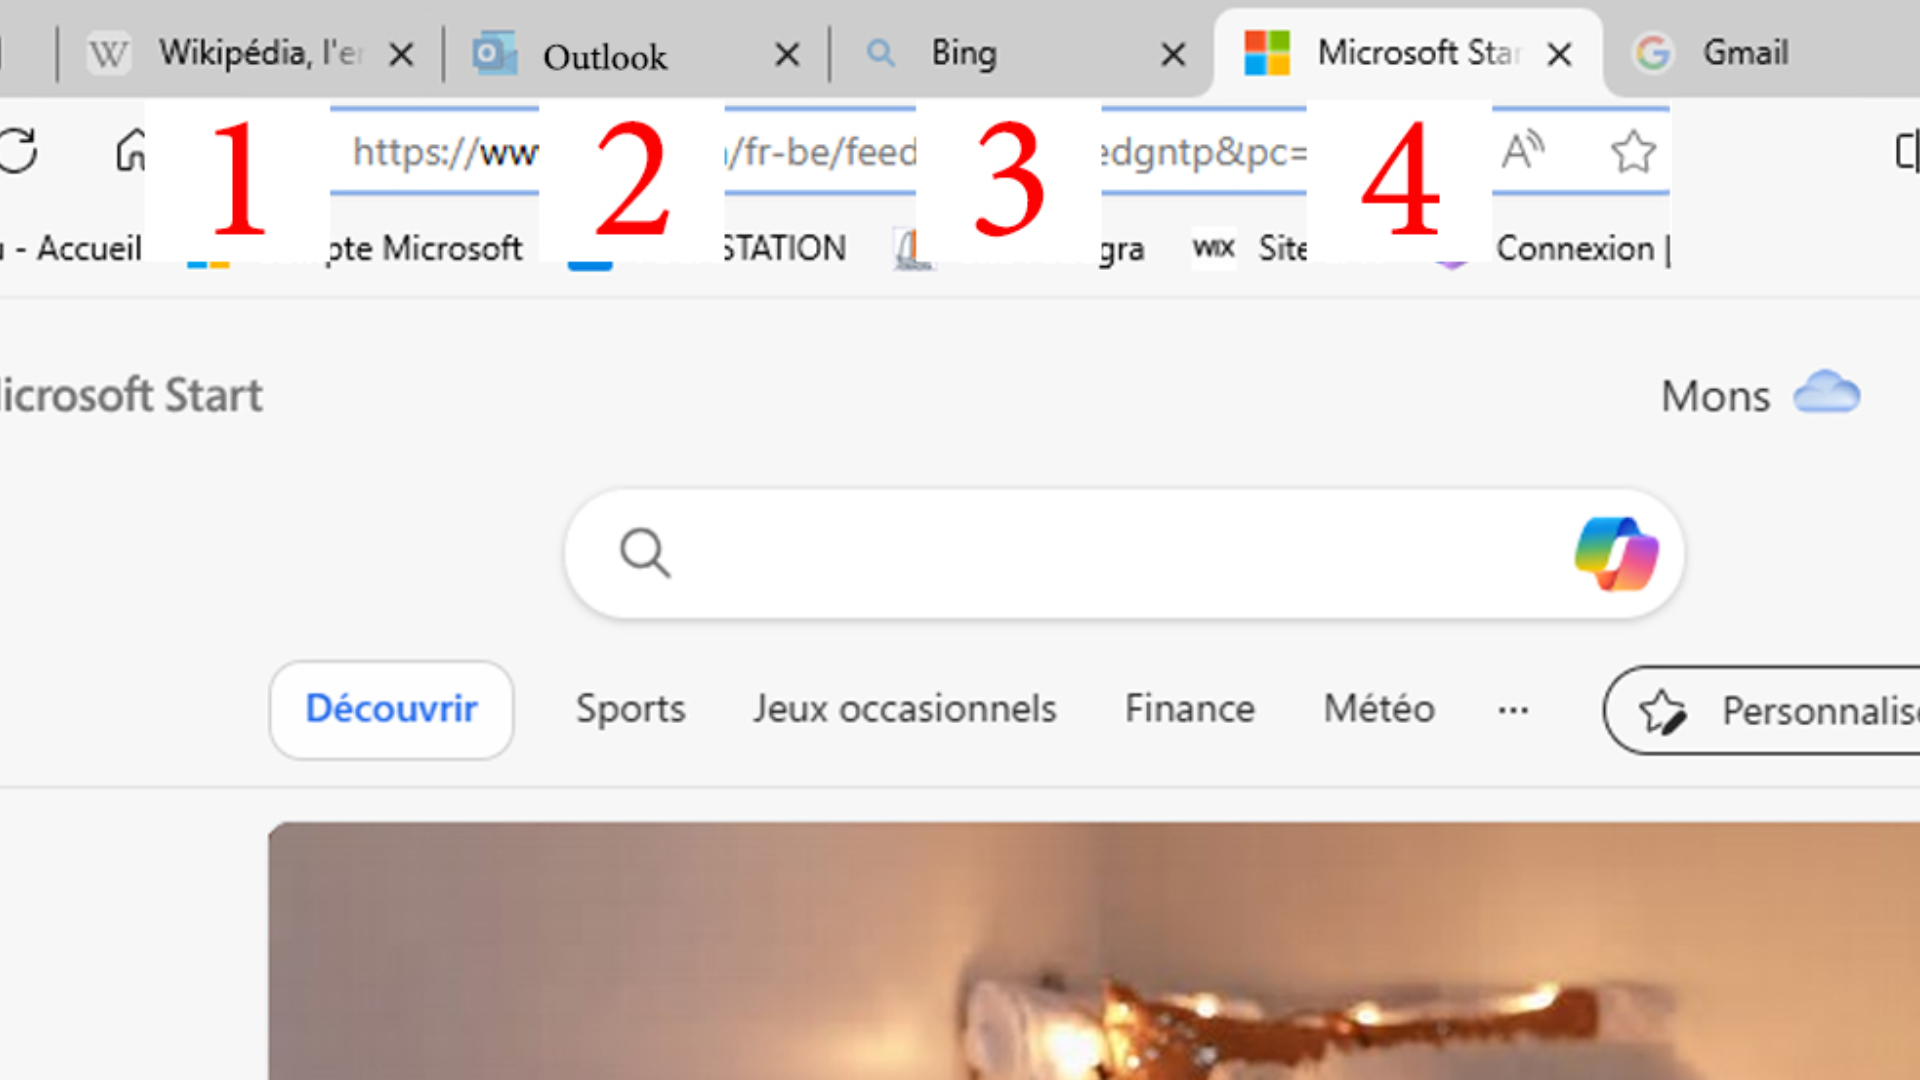 Wikipédia, l'e Outlook Bing Microsoft Sta Gmail
1 2 3 4
https://ww /fr-be/feed edgntp&pc=
- Accueil pte Microsoft STATION gra WIX Site Connexion |
icrosoft Start
Mons
Découvrir Sports Jeux occasionnels Finance Météo ... Personnalise